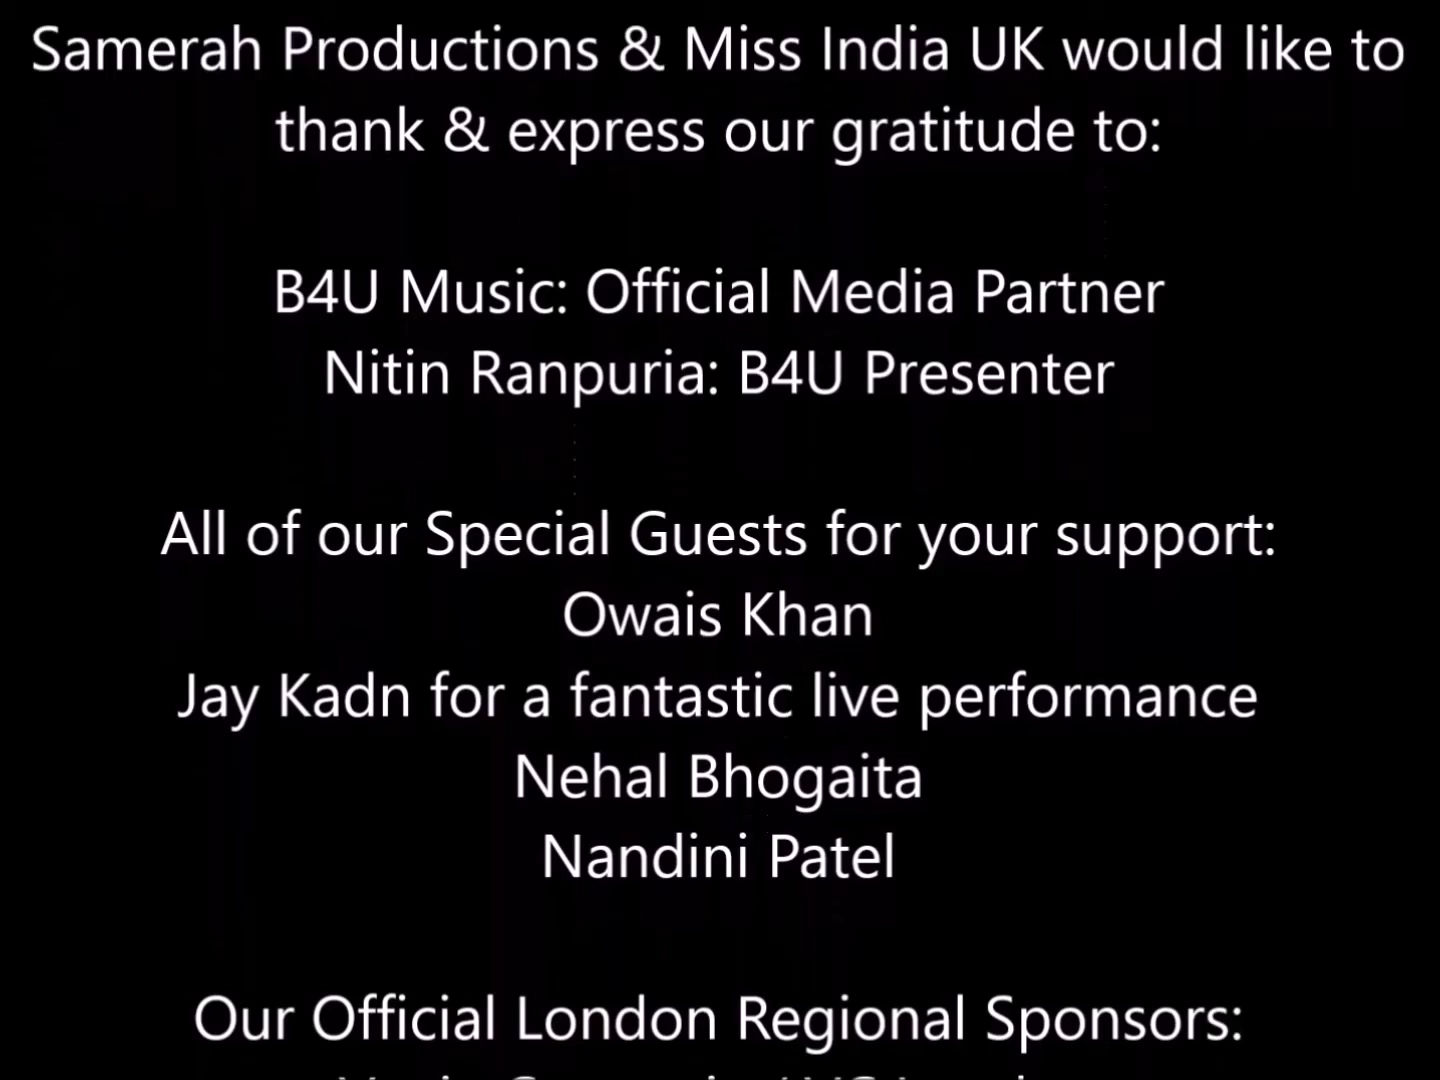 Samerah Productions & Miss India UK would like to
thank & express our gratitude to:
B4U Music: Official Media Partner
Nitin Ranpuria: B4U Presenter
All of our Special Guests for your support:
Owais Khan
Jay Kadn for a fantastic live performance
Nehal Bhogaita
Nandini Patel
Our Official London Regional Sponsors: